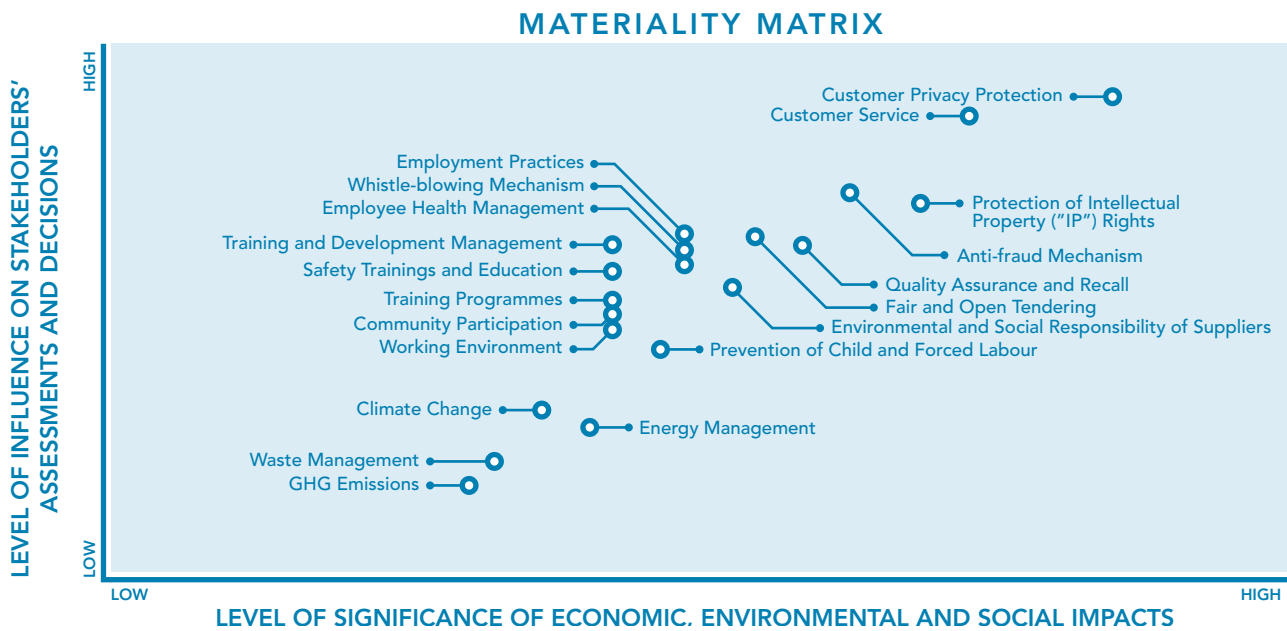 MATERIALITY MATRIX
LEVEL OF INFLUENCE ON STAKEHOLDERS'
ASSESSMENTS AND DECISIONS
HIGH
LOW
Customer Privacy Protection
Customer Service
Employment Practices
Whistle-blowing Mechanism
Employee Health Management
Training and Development Management
Safety Trainings and Education
Training Programmes
Community Participation
Working Environment
Protection of Intellectual
Property ("IP") Rights
Anti-fraud Mechanism
Quality Assurance and Recall
Fair and Open Tendering
Environmental and Social Responsibility of Suppliers
Prevention of Child and Forced Labour
Climate Change
Energy Management
Waste Management
GHG Emissions
LOW
HIGH
LEVEL OF SIGNIFICANCE OF ECONOMIC, ENVIRONMENTAL AND SOCIAL IMPACTS